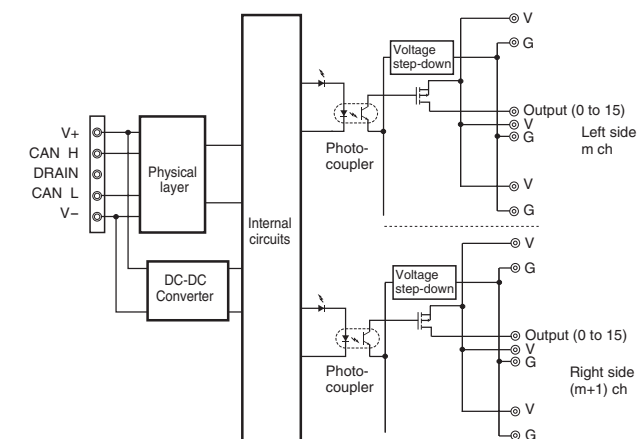 V+
CAN H
DRAIN
CAN L
V−
Physical
layer
DC-DC
Converter
Internal
circuits
Photo-
coupler
Voltage
step-down
V
G
Output (0 to 15)
V
G
Left side
m ch
V
G
Photo-
coupler
Voltage
step-down
V
G
Output (0 to 15)
V
G
Right side
(m+1) ch
V
G